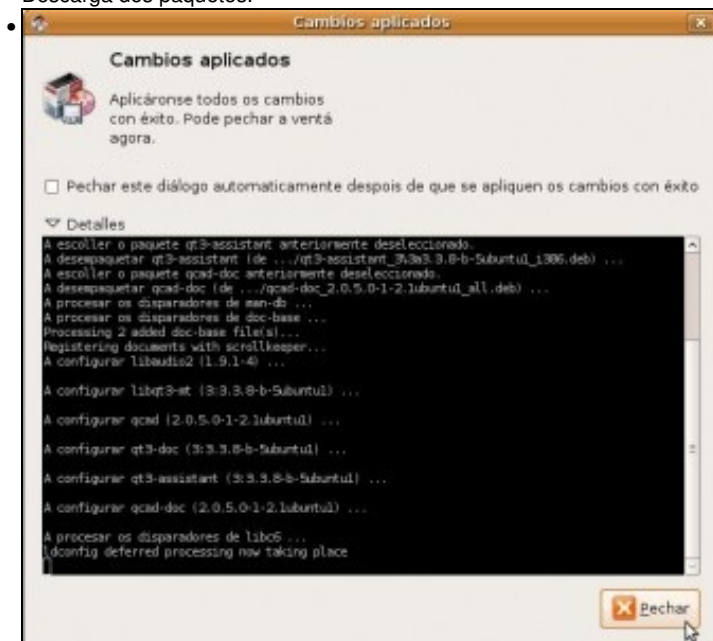 Descarga dos paquetes.
Cambios aplicados
Cambios aplicados
Aplicáronse todos os cambios
con éxito. Pode pechar a ventá
agora.
Pechar este diálogo automaticamente despois de que se apliquen os cambios con éxito
Detalles
A escoller o paquete qt3-assistant anteriormente deseleccionado.
A desempaquetar qt3-assistant (de .../qt3-assistant_3%3a3.3.8-b-5ubuntu1_i386.deb) ...
A escoller o paquete qcad-doc anteriormente deseleccionado.
A desempaquetar qcad-doc (de .../qcad-doc_2.0.5.0-1-2.1ubuntu1_all.deb) ...
A procesar os disparadores de man-db ...
A procesar os disparadores de doc-base ...
Processing 2 added doc-base file(s)...
Registering documents with scrollkeeper...
A configurar libaudio2 (1.9.1-4) ...
A configurar libqt3-mt (3:3.3.8-b-5ubuntu1) ...
A configurar qcad (2.0.5.0-1-2.1ubuntu1) ...
A configurar qt3-doc (3:3.3.8-b-5ubuntu1) ...
A configurar qt3-assistant (3:3.3.8-b-5ubuntu1) ...
A configurar qcad-doc (2.0.5.0-1-2.1ubuntu1) ...
A procesar os disparadores de libc6 ...
ldconfig deferred processing now taking place
Pechar